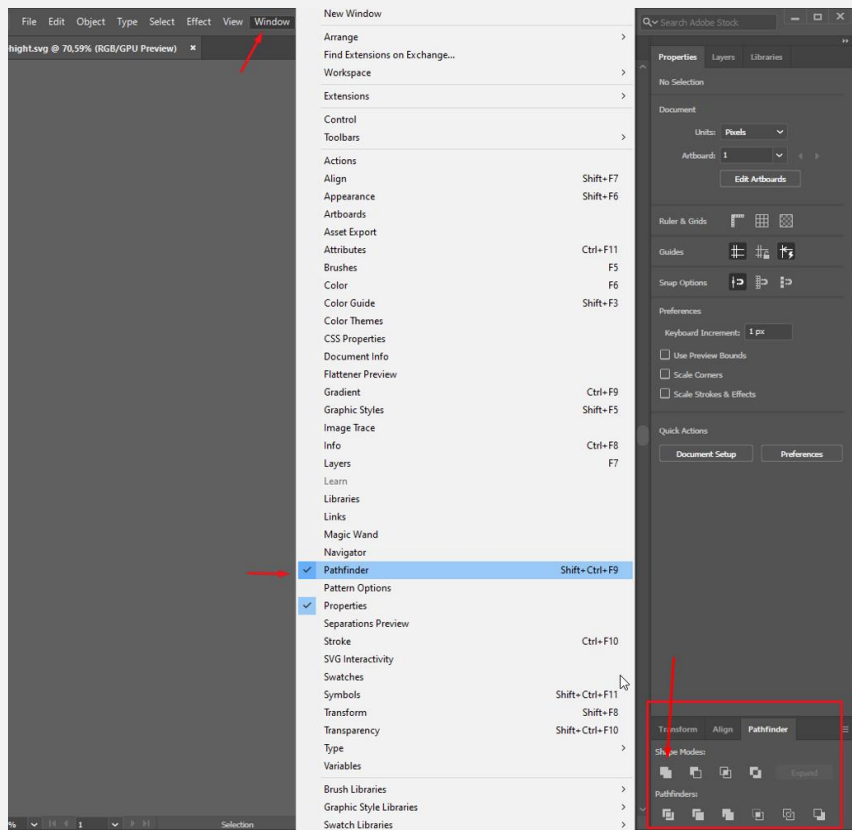 File Edit Object Type Select Effect View Window
hight.svg @ 70,59% (RGB/GPU Preview) ×
New Window
Arrange
Find Extensions on Exchange...
Workspace
Extensions
Control
Toolbars
Actions
Align Shift+F7
Appearance Shift+F6
Artboards
Asset Export
Attributes Ctrl+F11
Brushes F5
Color F6
Color Guide Shift+F3
Color Themes
CSS Properties
Document Info
Flattener Preview
Gradient Ctrl+F9
Graphic Styles Shift+F5
Image Trace
Info Ctrl+F8
Layers F7
Learn
Libraries
Links
Magic Wand
Navigator
Pathfinder Shift+Ctrl+F9
Pattern Options
Properties
Separations Preview
Stroke Ctrl+F10
SVG Interactivity
Swatches
Symbols Shift+Ctrl+F11
Transform Shift+F8
Transparency Shift+Ctrl+F10
Type
Variables
Brush Libraries
Graphic Style Libraries
Swatch Libraries
Search Adobe Stock
Properties Layers Libraries
No Selection
Document
Units: Pixels
Artboard: 1
Edit Artboards
Ruler & Grids
Guides
Snap Options
Preferences
Keyboard Increment: 1 px
Use Preview Bounds
Scale Corners
Scale Strokes & Effects
Quick Actions
Document Setup Preferences
Transform Align Pathfinder
Shape Modes:
Expand
Pathfinders:
% 1 Selection